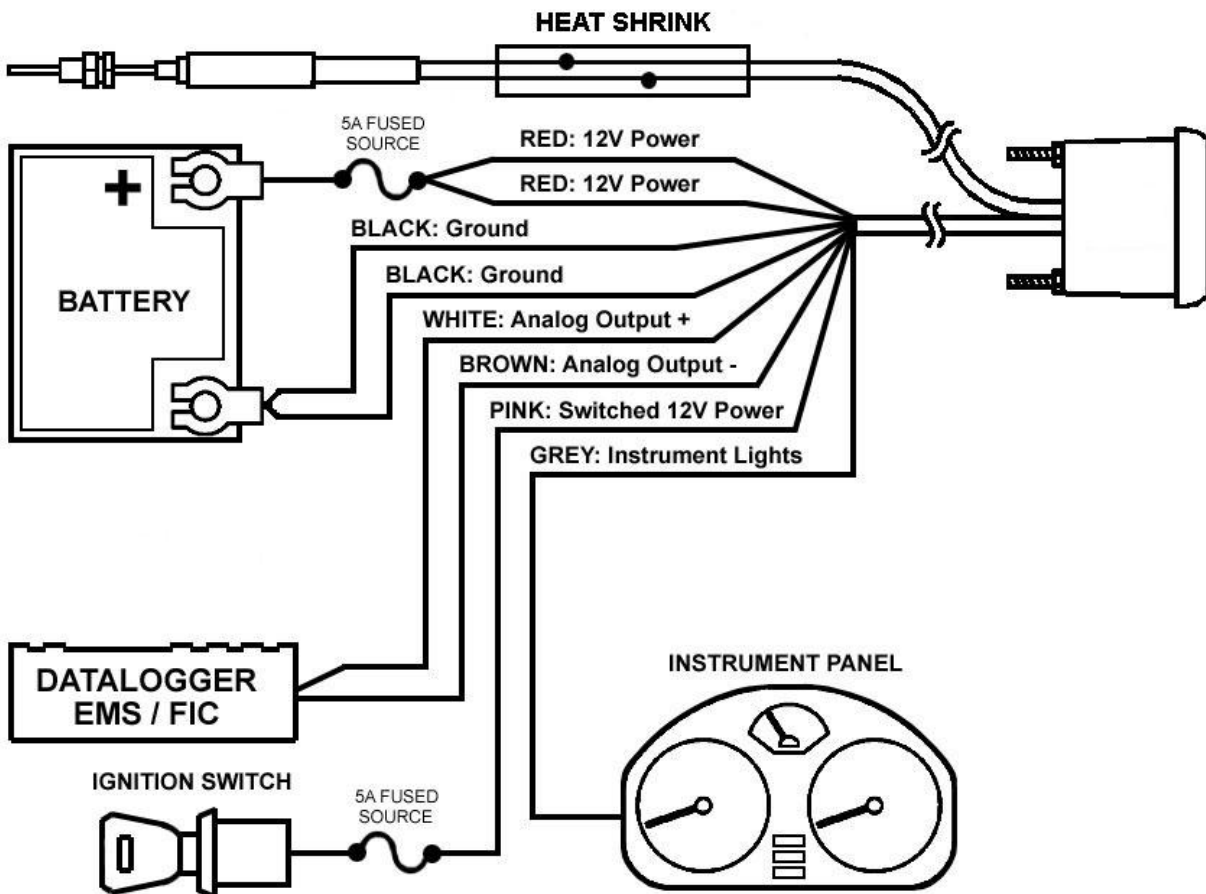 HEAT SHRINK
5A FUSED
SOURCE
RED: 12V Power
RED: 12V Power
BLACK: Ground
BLACK: Ground
WHITE: Analog Output +
BROWN: Analog Output -
PINK: Switched 12V Power
GREY: Instrument Lights
+
BATTERY
DATALOGGER
EMS / FIC
INSTRUMENT PANEL
IGNITION SWITCH
5A FUSED
SOURCE